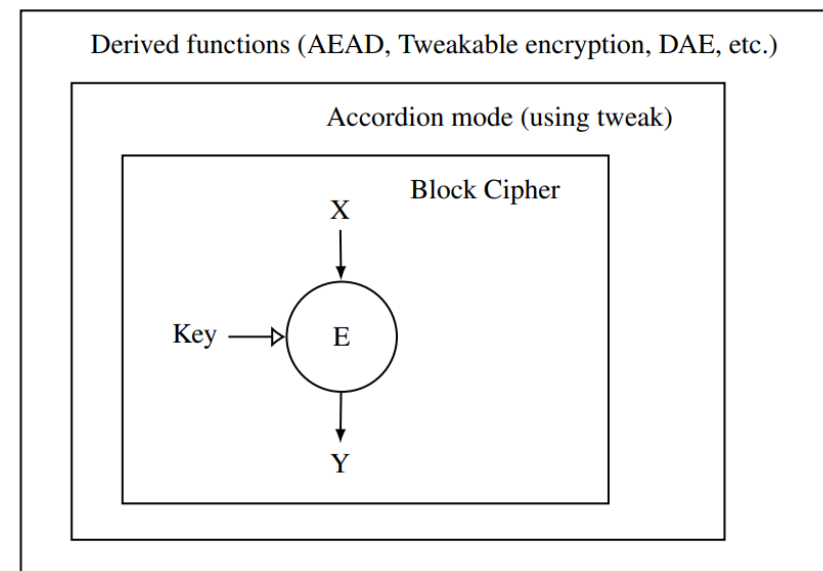 Derived functions (AEAD, Tweakable encryption, DAE, etc.)
Accordion mode (using tweak)
Block Cipher
X
Key
E
Y